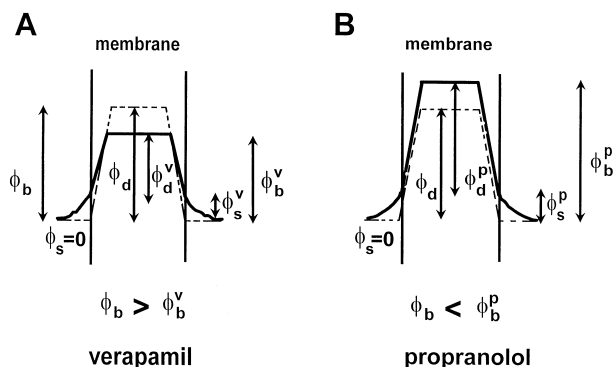 A
membrane
ϕb
ϕd
ϕdᵛ
ϕsᵛ
ϕbᵛ
ϕs=0
ϕb > ϕbᵛ
verapamil
B
membrane
ϕd
ϕdᵖ
ϕsᵖ
ϕbᵖ
ϕs=0
ϕb < ϕbᵖ
propranolol